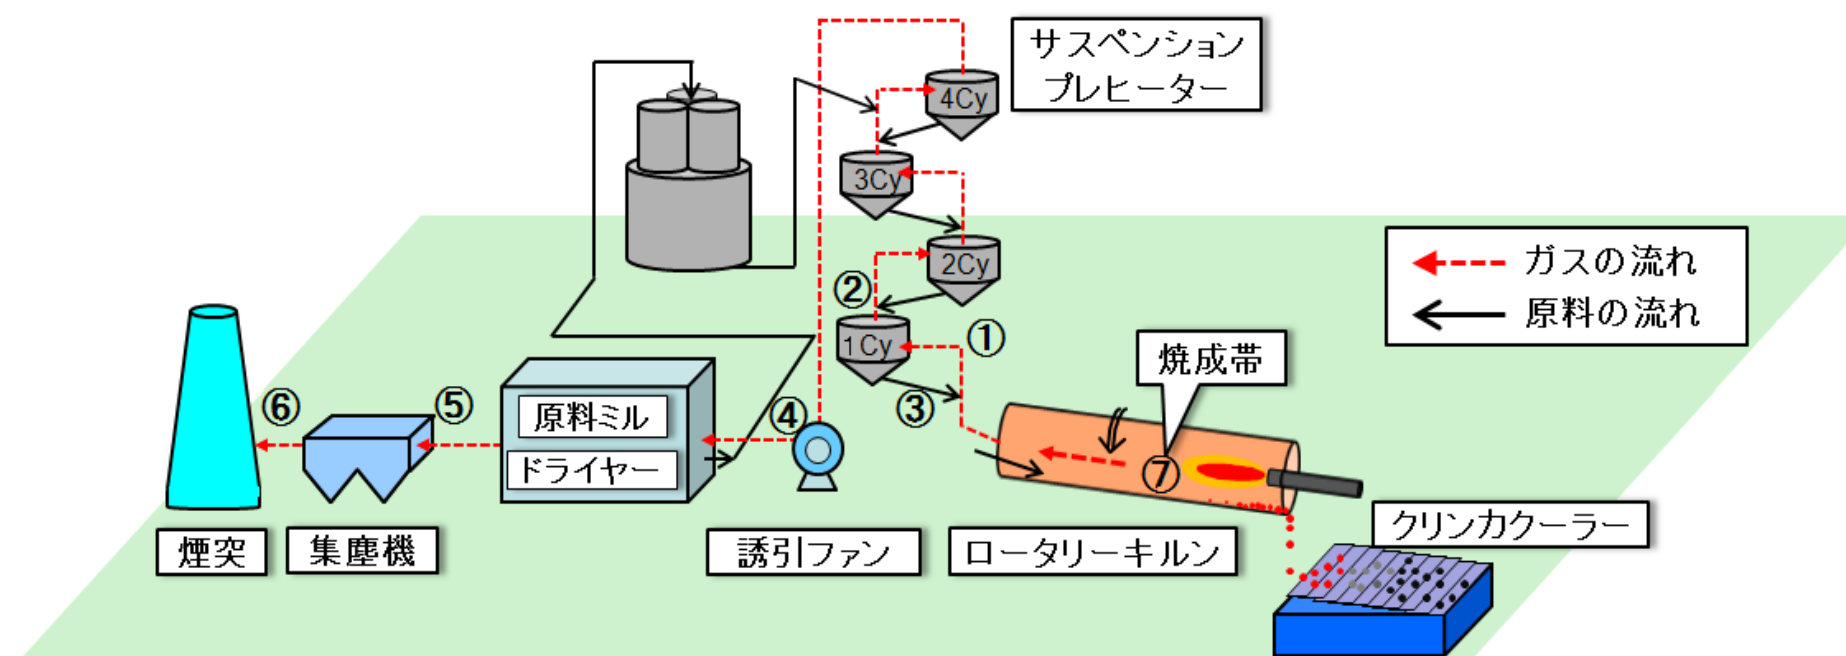 サスペンション
プレヒーター
4Cy
3Cy
2Cy
ガスの流れ
原料の流れ
②
1Cy
①
焼成帯
③
⑥
⑤
原料ミル
④
ドライヤー
⑦
クリンカクーラー
煙突
集塵機
誘引ファン
ロータリーキルン